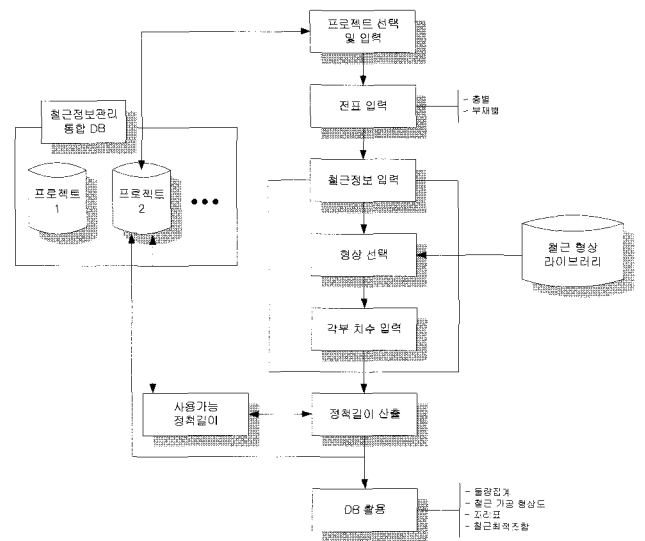 프로젝트 선택
및 입력
전표 입력
- 층별
- 부재별
철근정보관리
통합 DB
프로젝트
1
프로젝트
2
철근정보 입력
형상 선택
철근 형상
라이브러리
각부 치수 입력
사용가능
정척길이
정척길이 산출
DB 활용
- 물량집계
- 철근 가공 형상도
- 자리표
- 철근최적조합